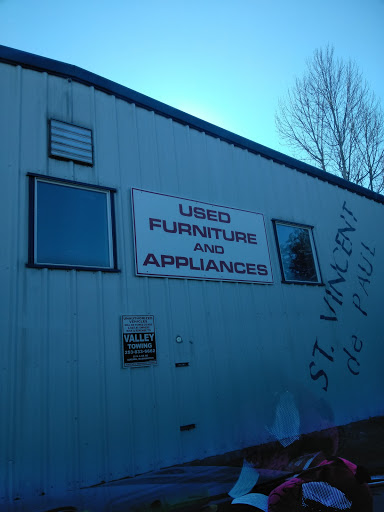 USED
FURNITURE
AND
APPLIANCES
ST. VINCENT
de PAUL
VALLEY
TOWING